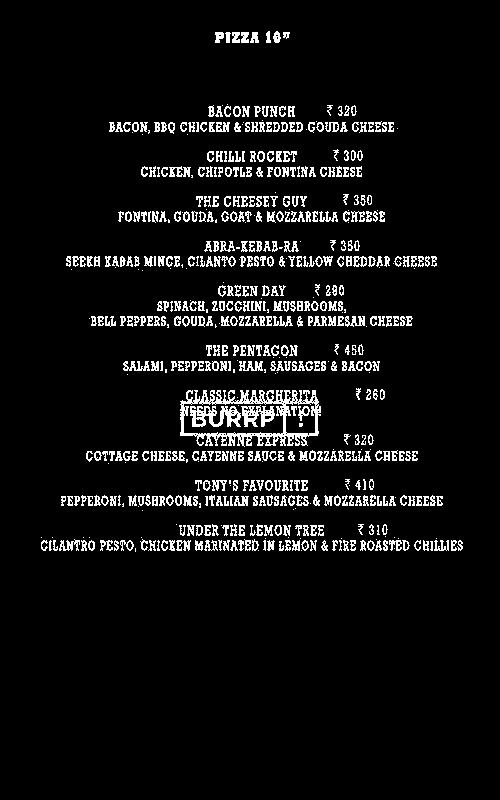 PIZZA 10"
BACON PUNCH ₹ 320
BACON, BBQ CHICKEN & SHREDDED GOUDA CHEESE
CHILLI ROCKET ₹ 300
CHICKEN, CHIPOTLE & FONTINA CHEESE
THE CHEESEY GUY ₹ 350
FONTINA, GOUDA, GOAT & MOZZARELLA CHEESE
ABRA-KEBAB-RA ₹ 350
SEEKH KABAB MINCE, CILANTO PESTO & YELLOW CHEDDAR CHEESE
GREEN DAY ₹ 290
SPINACH, ZUCCHINI, MUSHROOMS,
BELL PEPPERS, GOUDA, MOZZARELLA & PARMESAN CHEESE
THE PENTAGON ₹ 450
SALAMI, PEPPERONI, HAM, SAUSAGES & BACON
CLASSIC MARGHERITA ₹ 260
NEEDS NO EXPLANATION!
BURRP !
CAYENNE EXPRESS ₹ 320
COTTAGE CHEESE, CAYENNE SAUCE & MOZZARELLA CHEESE
TONY'S FAVOURITE ₹ 410
PEPPERONI, MUSHROOMS, ITALIAN SAUSAGES & MOZZARELLA CHEESE
UNDER THE LEMON TREE ₹ 310
CILANTRO PESTO, CHICKEN MARINATED IN LEMON & FIRE ROASTED CHILLIES